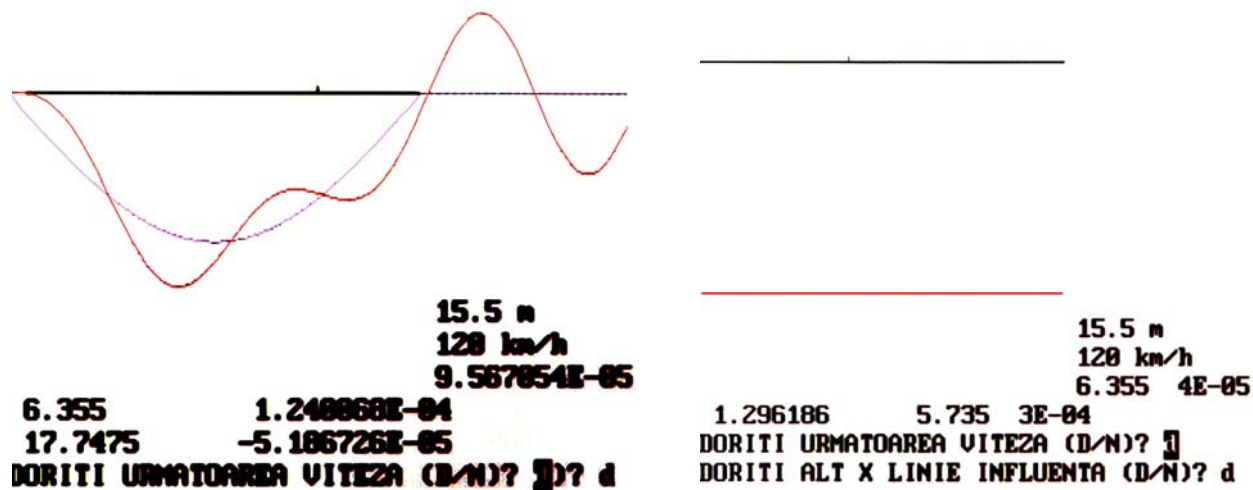 15.5 m
120 km/h
9.567054E-05
6.355 1.240060E-04
17.7475 -5.186726E-05
DORITI URMATOAREA VITEZA (D/N)? d
15.5 m
120 km/h
6.355 4E-05
1.296186 5.735 3E-04
DORITI URMATOAREA VITEZA (D/N)?
DORITI ALT X LINIE INFLUENTA (D/N)? d